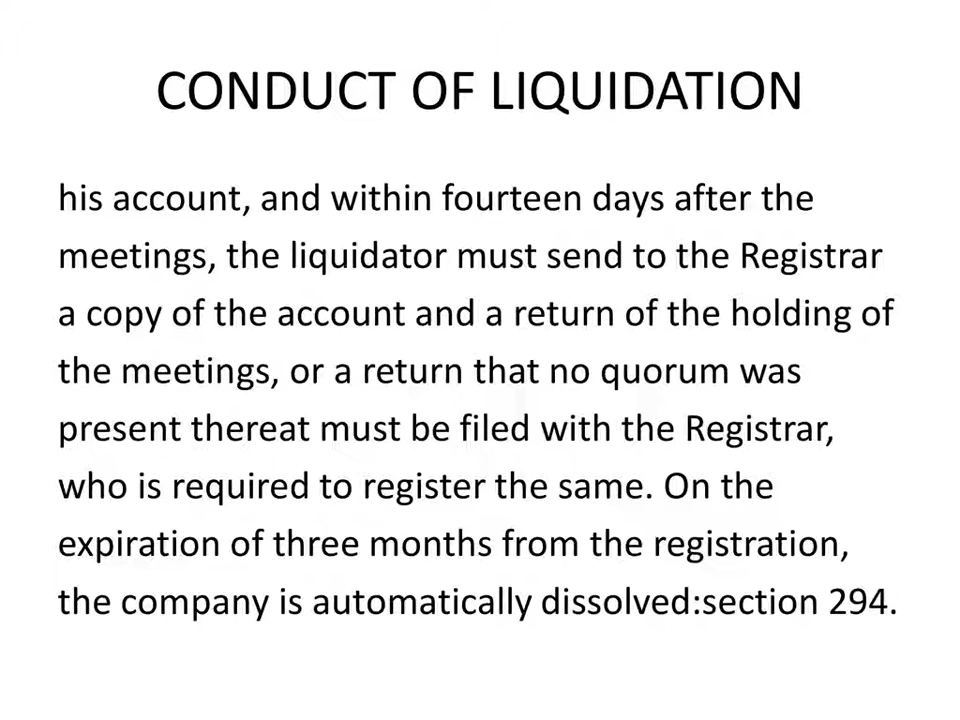 CONDUCT OF LIQUIDATION
his account, and within fourteen days after the
meetings, the liquidator must send to the Registrar
a copy of the account and a return of the holding of
the meetings, or a return that no quorum was
present thereat must be filed with the Registrar,
who is required to register the same. On the
expiration of three months from the registration,
the company is automatically dissolved:section 294.